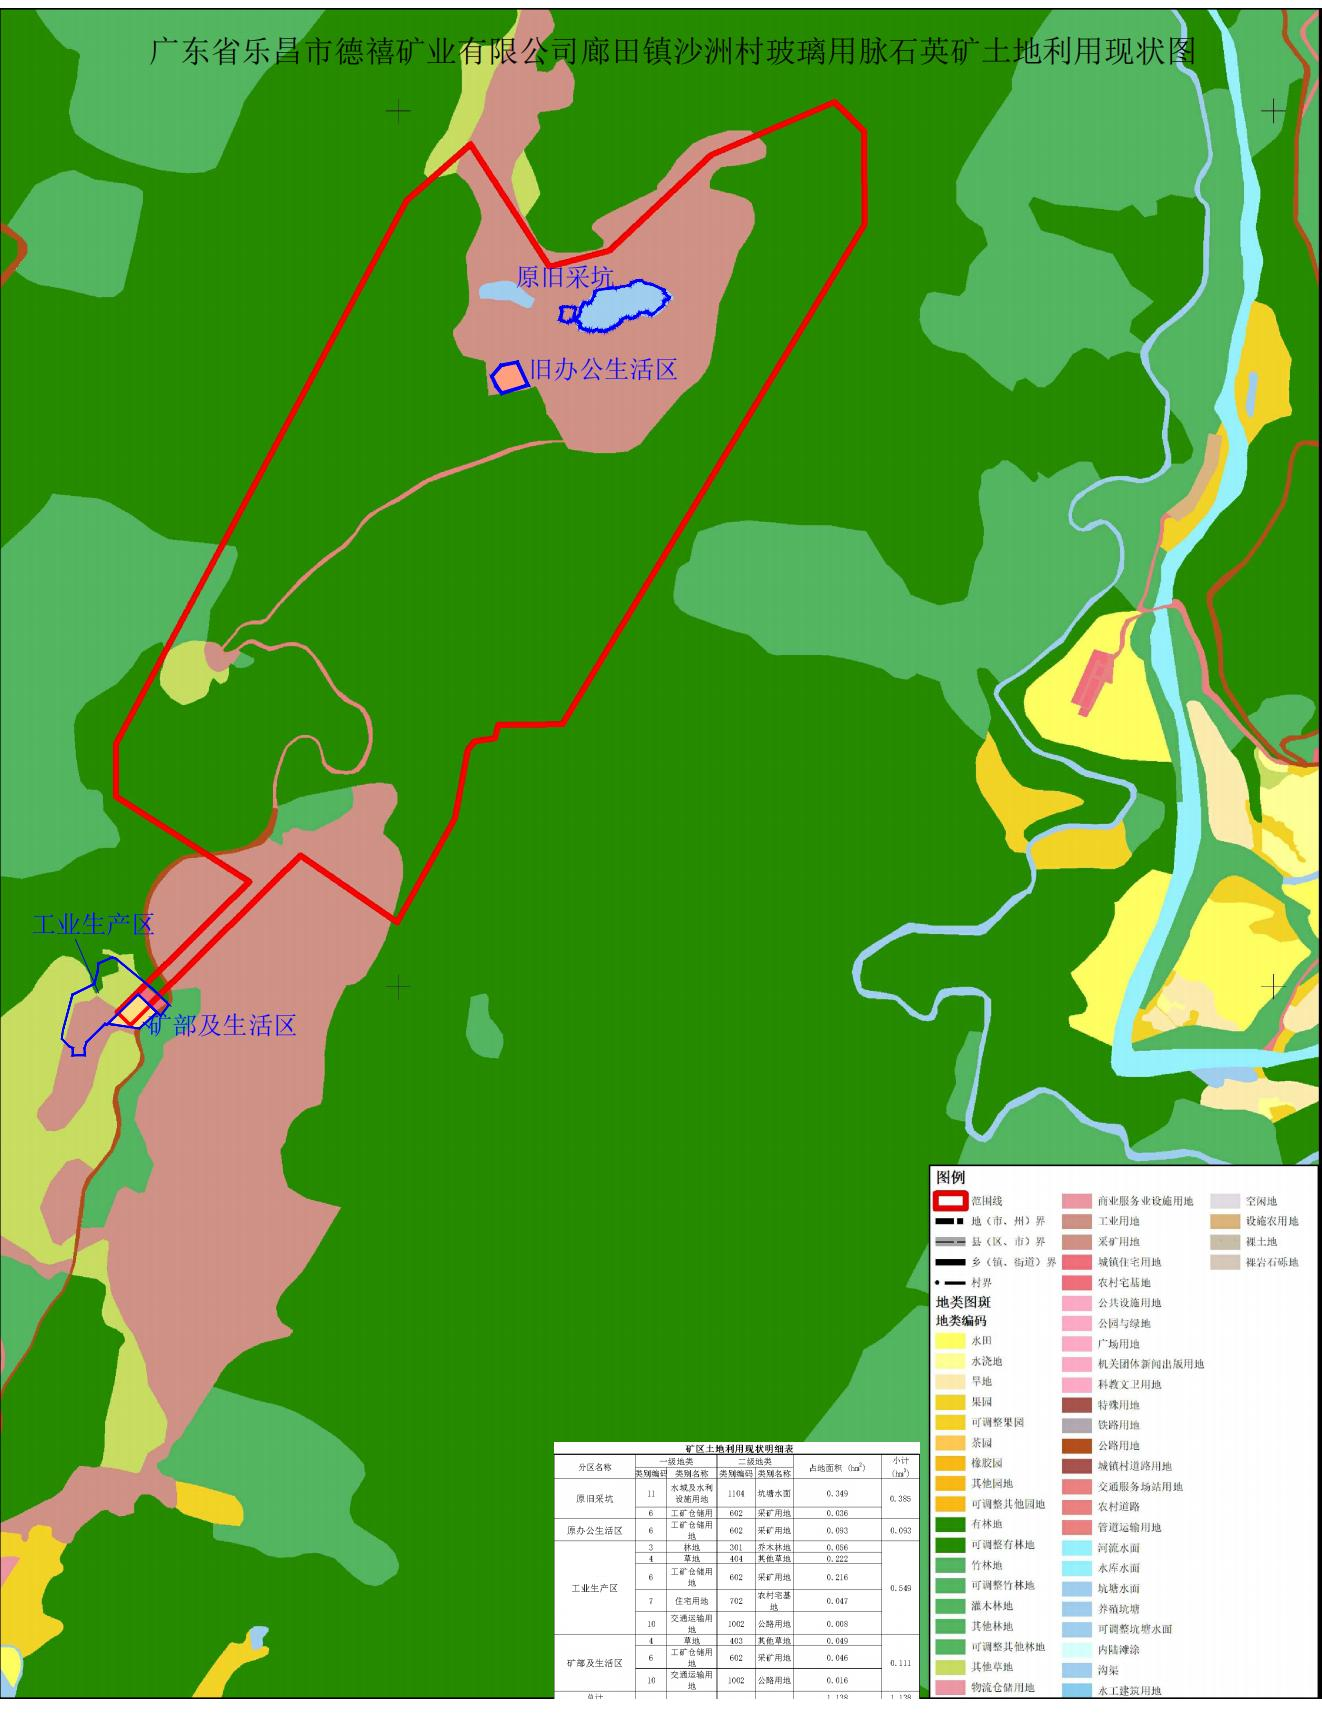 广东省乐昌市德禧矿业有限公司廊田镇沙洲村玻璃用脉石英矿土地利用现状图
原旧采坑
旧办公生活区
工业生产区
矿部及生活区
图例
范围线
地（市、州）界
县（区、市）界
乡（镇、街道）界
村界
地类图斑
地类编码
水田
水浇地
旱地
果园
可调整果园
茶园
橡胶园
其他园地
可调整其他园地
有林地
可调整有林地
竹林地
可调整竹林地
灌木林地
其他林地
可调整其他林地
其他草地
物流仓储用地
商业服务业设施用地
工业用地
采矿用地
城镇住宅用地
农村宅基地
公共设施用地
公园与绿地
广场用地
机关团体新闻出版用地
科教文卫用地
特殊用地
铁路用地
公路用地
城镇村道路用地
交通服务场站用地
农村道路
管道运输用地
河流水面
水库水面
坑塘水面
养殖坑塘
可调整坑塘水面
内陆滩涂
沟渠
水工建筑用地
空闲地
设施农用地
裸土地
裸岩石砾地
矿区土地利用现状明细表
分区名称 一级地类 二级地类 占地面积（hm²） 小计（hm²）
类别编码 类别名称 类别编码 类别名称
原旧采坑 11 水域及水利设施用地 1104 坑塘水面 0.349 0.385
6 工矿仓储用 602 采矿用地 0.036
原办公生活区 6 工矿仓储用地 602 采矿用地 0.093 0.093
工业生产区 3 林地 301 乔木林地 0.056 0.549
4 草地 404 其他草地 0.222
6 工矿仓储用地 602 采矿用地 0.216
7 住宅用地 702 农村宅基地 0.047
10 交通运输用地 1002 公路用地 0.008
矿部及生活区 4 草地 403 其他草地 0.049 0.111
6 工矿仓储用地 602 采矿用地 0.046
10 交通运输用地 1002 公路用地 0.016
总计 1.138 1.138